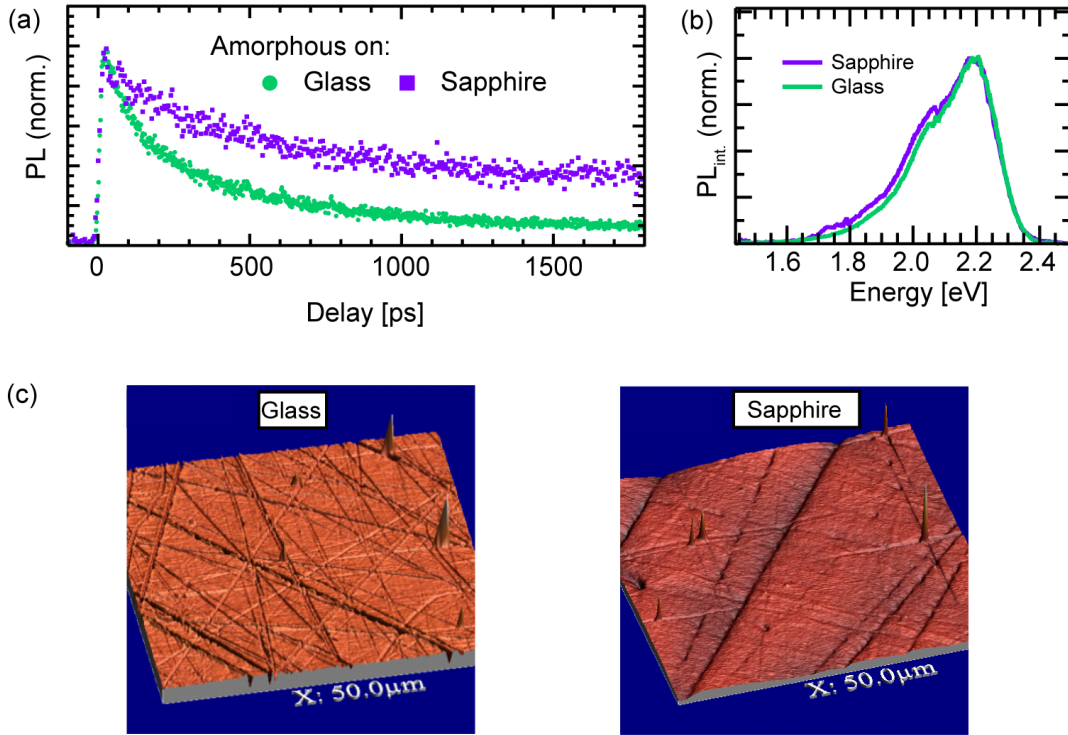 (a)
PL (norm.)
Amorphous on:
Glass
Sapphire
0
500
1000
1500
Delay [ps]
(b)
PLint. (norm.)
Sapphire
Glass
1.6
1.8
2.0
2.2
2.4
Energy [eV]
(c)
Glass
X: 50.0µm
Sapphire
X: 50.0µm